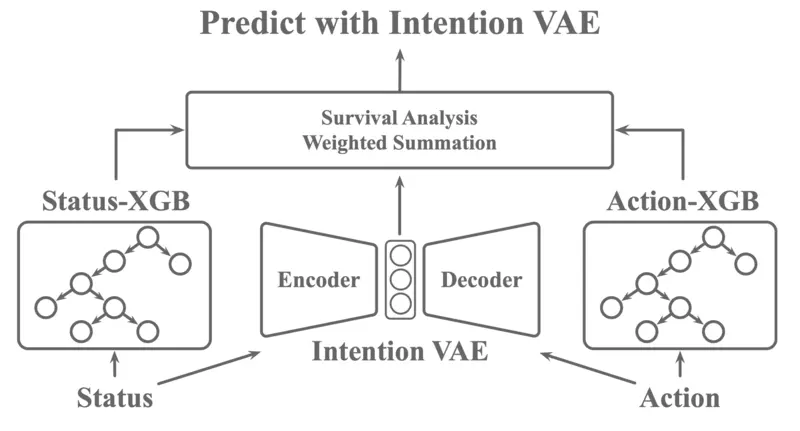 Predict with Intention VAE
Survival Analysis
Weighted Summation
Status-XGB
Action-XGB
Encoder
Decoder
Intention VAE
Status
Action